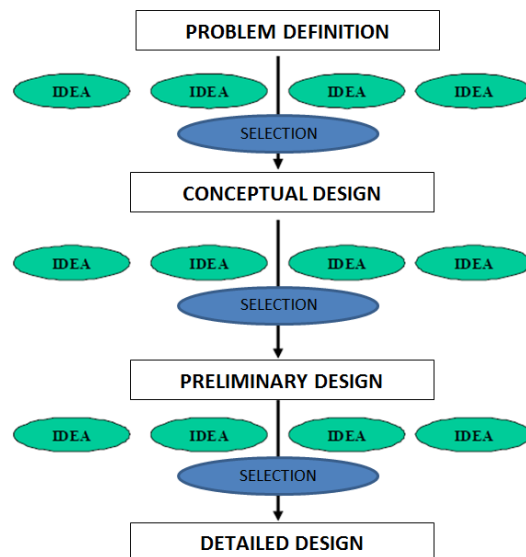 PROBLEM DEFINITION
IDEA IDEA IDEA IDEA
SELECTION
CONCEPTUAL DESIGN
IDEA IDEA IDEA IDEA
SELECTION
PRELIMINARY DESIGN
IDEA IDEA IDEA IDEA
SELECTION
DETAILED DESIGN